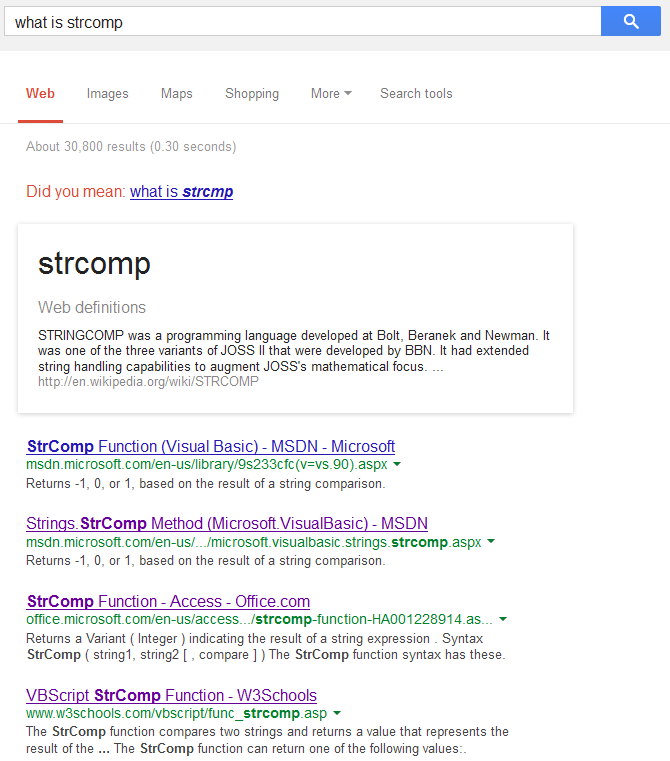 what is strcomp
Web Images Maps Shopping More Search tools
About 30,800 results (0.30 seconds)
Did you mean: what is strcmp
strcomp
Web definitions
STRINGCOMP was a programming language developed at Bolt, Beranek and Newman. It
was one of the three variants of JOSS II that were developed by BBN. It had extended
string handling capabilities to augment JOSS's mathematical focus. ...
http://en.wikipedia.org/wiki/STRCOMP
StrComp Function (Visual Basic) - MSDN - Microsoft
msdn.microsoft.com/en-us/library/9s233cfc(v=vs.90).aspx
Returns -1, 0, or 1, based on the result of a string comparison.
Strings.StrComp Method (Microsoft.VisualBasic) - MSDN
msdn.microsoft.com/en-us/.../microsoft.visualbasic.strings.strcomp.aspx
Returns -1, 0, or 1, based on the result of a string comparison.
StrComp Function - Access - Office.com
office.microsoft.com/en-us/access.../strcomp-function-HA001228914.as...
Returns a Variant ( Integer ) indicating the result of a string expression . Syntax
StrComp ( string1, string2 [ , compare ] ) The StrComp function syntax has these.
VBScript StrComp Function - W3Schools
www.w3schools.com/vbscript/func_strcomp.asp
The StrComp function compares two strings and returns a value that represents the
result of the ... The StrComp function can return one of the following values:.